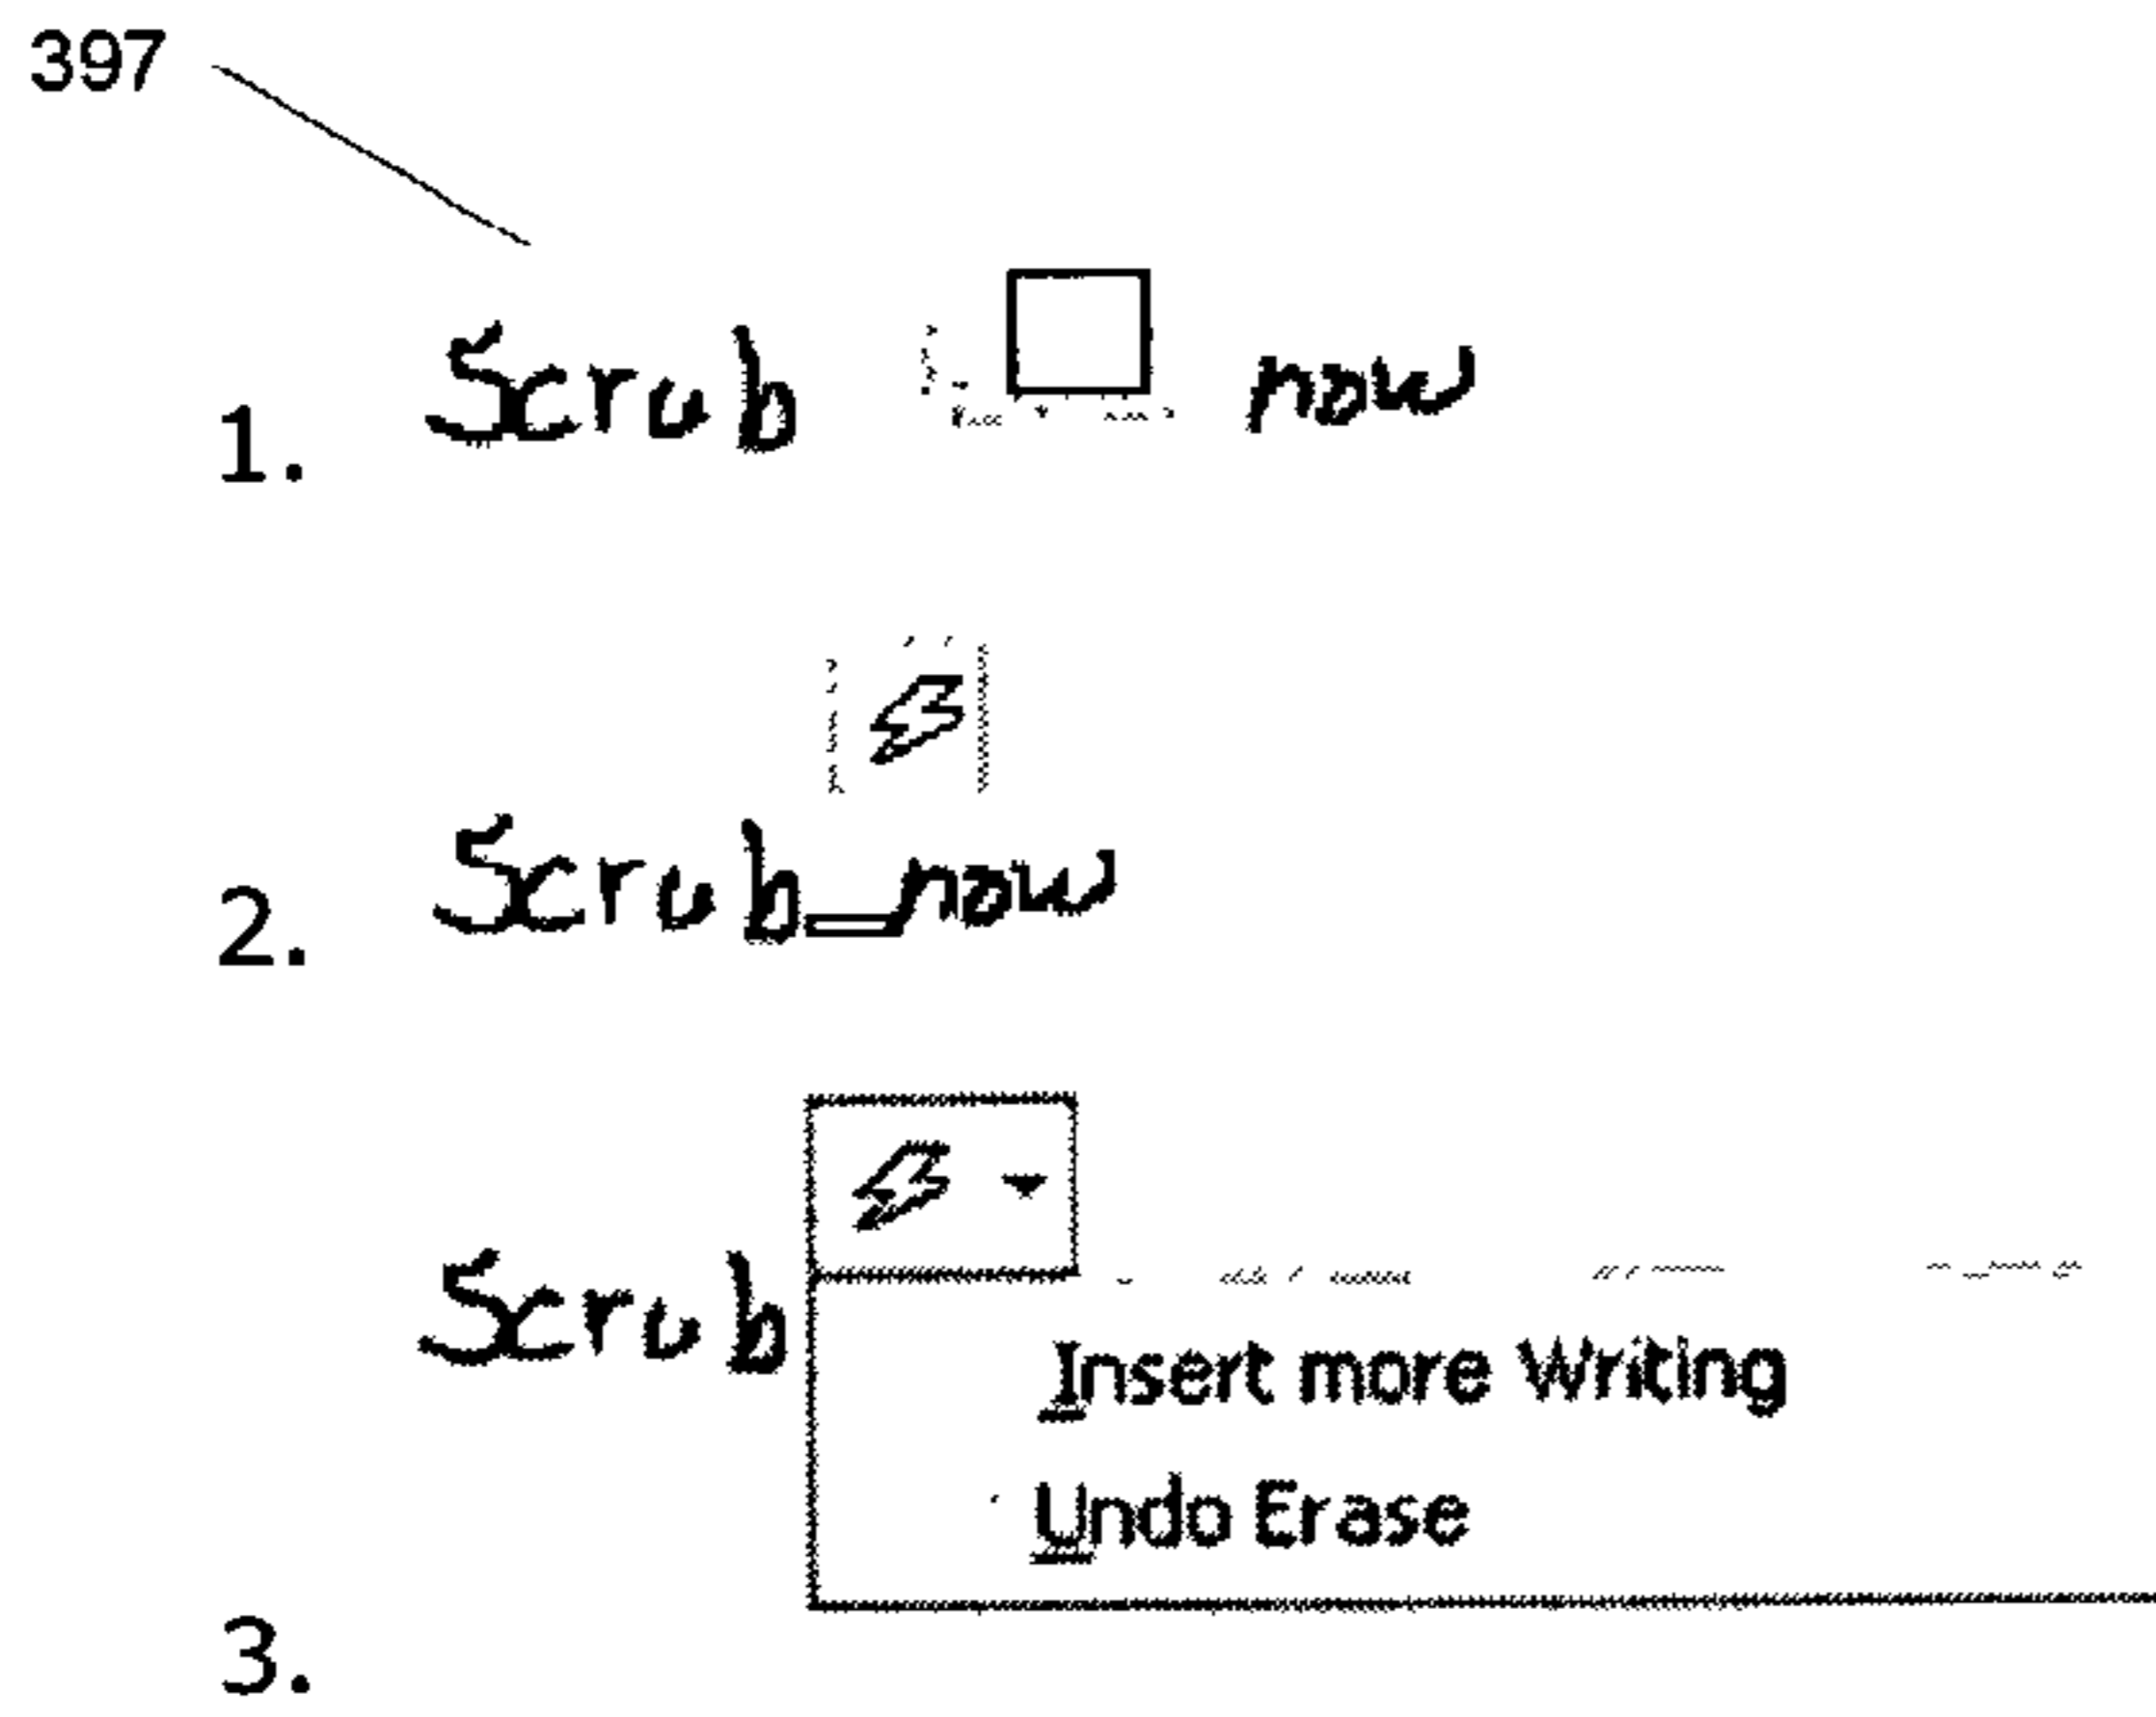 397
1. Scrub now
2. Scrub now
Scrub
Insert more Writing
Undo Erase
3.